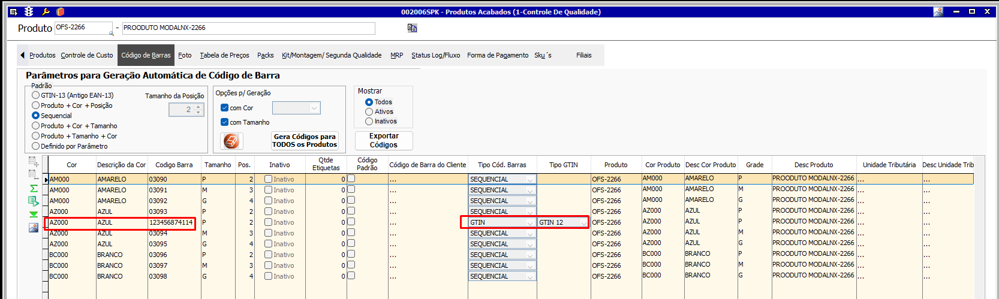 002006SPK - Produtos Acabados (1-Controle De Qualidade)
Produto OFS-2266 - PROODUTO MODALNX-2266
Produtos Controle de Custo Código de Barras Foto Tabela de Preços Packs Kit/Montagem/ Segunda Qualidade MRP Status Log/Fluxo Forma de Pagamento Sku´s Filiais
Parâmetros para Geração Automática de Código de Barra
Padrão
GTIN-13 (Antigo EAN-13)
Produto + Cor + Posição
Sequencial
Produto + Cor + Tamanho
Produto + Tamanho + Cor
Definido por Parâmetro
Tamanho da Posição
2
Opções p/ Geração
com Cor
com Tamanho
Gera Códigos para
TODOS os Produtos
Mostrar
Todos
Ativos
Inativos
Exportar
Códigos
Cor Descrição da Cor Codigo Barra Tamanho Pos. Inativo Qtde Etiquetas Código Padrão Código de Barra do Cliente Tipo Cód. Barras Tipo GTIN Produto Cor Produto Desc Cor Produto Grade Desc Produto Unidade Tributária Desc Unidade Trib
AM000 AMARELO 03090 P 2 Inativo 0 ... SEQUENCIAL OFS-2266 AM000 AMARELO P PROODUTO MODALNX-2266 ... ...
AM000 AMARELO 03091 M 3 Inativo 0 ... SEQUENCIAL OFS-2266 AM000 AMARELO M PROODUTO MODALNX-2266 ... ...
AM000 AMARELO 03092 G 4 Inativo 0 ... SEQUENCIAL OFS-2266 AM000 AMARELO G PROODUTO MODALNX-2266 ... ...
AZ000 AZUL 03093 P 2 Inativo 0 ... SEQUENCIAL OFS-2266 AZ000 AZUL P PROODUTO MODALNX-2266 ... ...
AZ000 AZUL 123456874114 P 2 Inativo 0 ... GTIN GTIN 12 OFS-2266 AZ000 AZUL P PROODUTO MODALNX-2266 ... ...
AZ000 AZUL 03094 M 3 Inativo 0 ... SEQUENCIAL OFS-2266 AZ000 AZUL M PROODUTO MODALNX-2266 ... ...
AZ000 AZUL 03095 G 4 Inativo 0 ... SEQUENCIAL OFS-2266 AZ000 AZUL G PROODUTO MODALNX-2266 ... ...
BC000 BRANCO 03096 P 2 Inativo 0 ... SEQUENCIAL OFS-2266 BC000 BRANCO P PROODUTO MODALNX-2266 ... ...
BC000 BRANCO 03097 M 3 Inativo 0 ... SEQUENCIAL OFS-2266 BC000 BRANCO M PROODUTO MODALNX-2266 ... ...
BC000 BRANCO 03098 G 4 Inativo 0 ... SEQUENCIAL OFS-2266 BC000 BRANCO G PROODUTO MODALNX-2266 ... ...